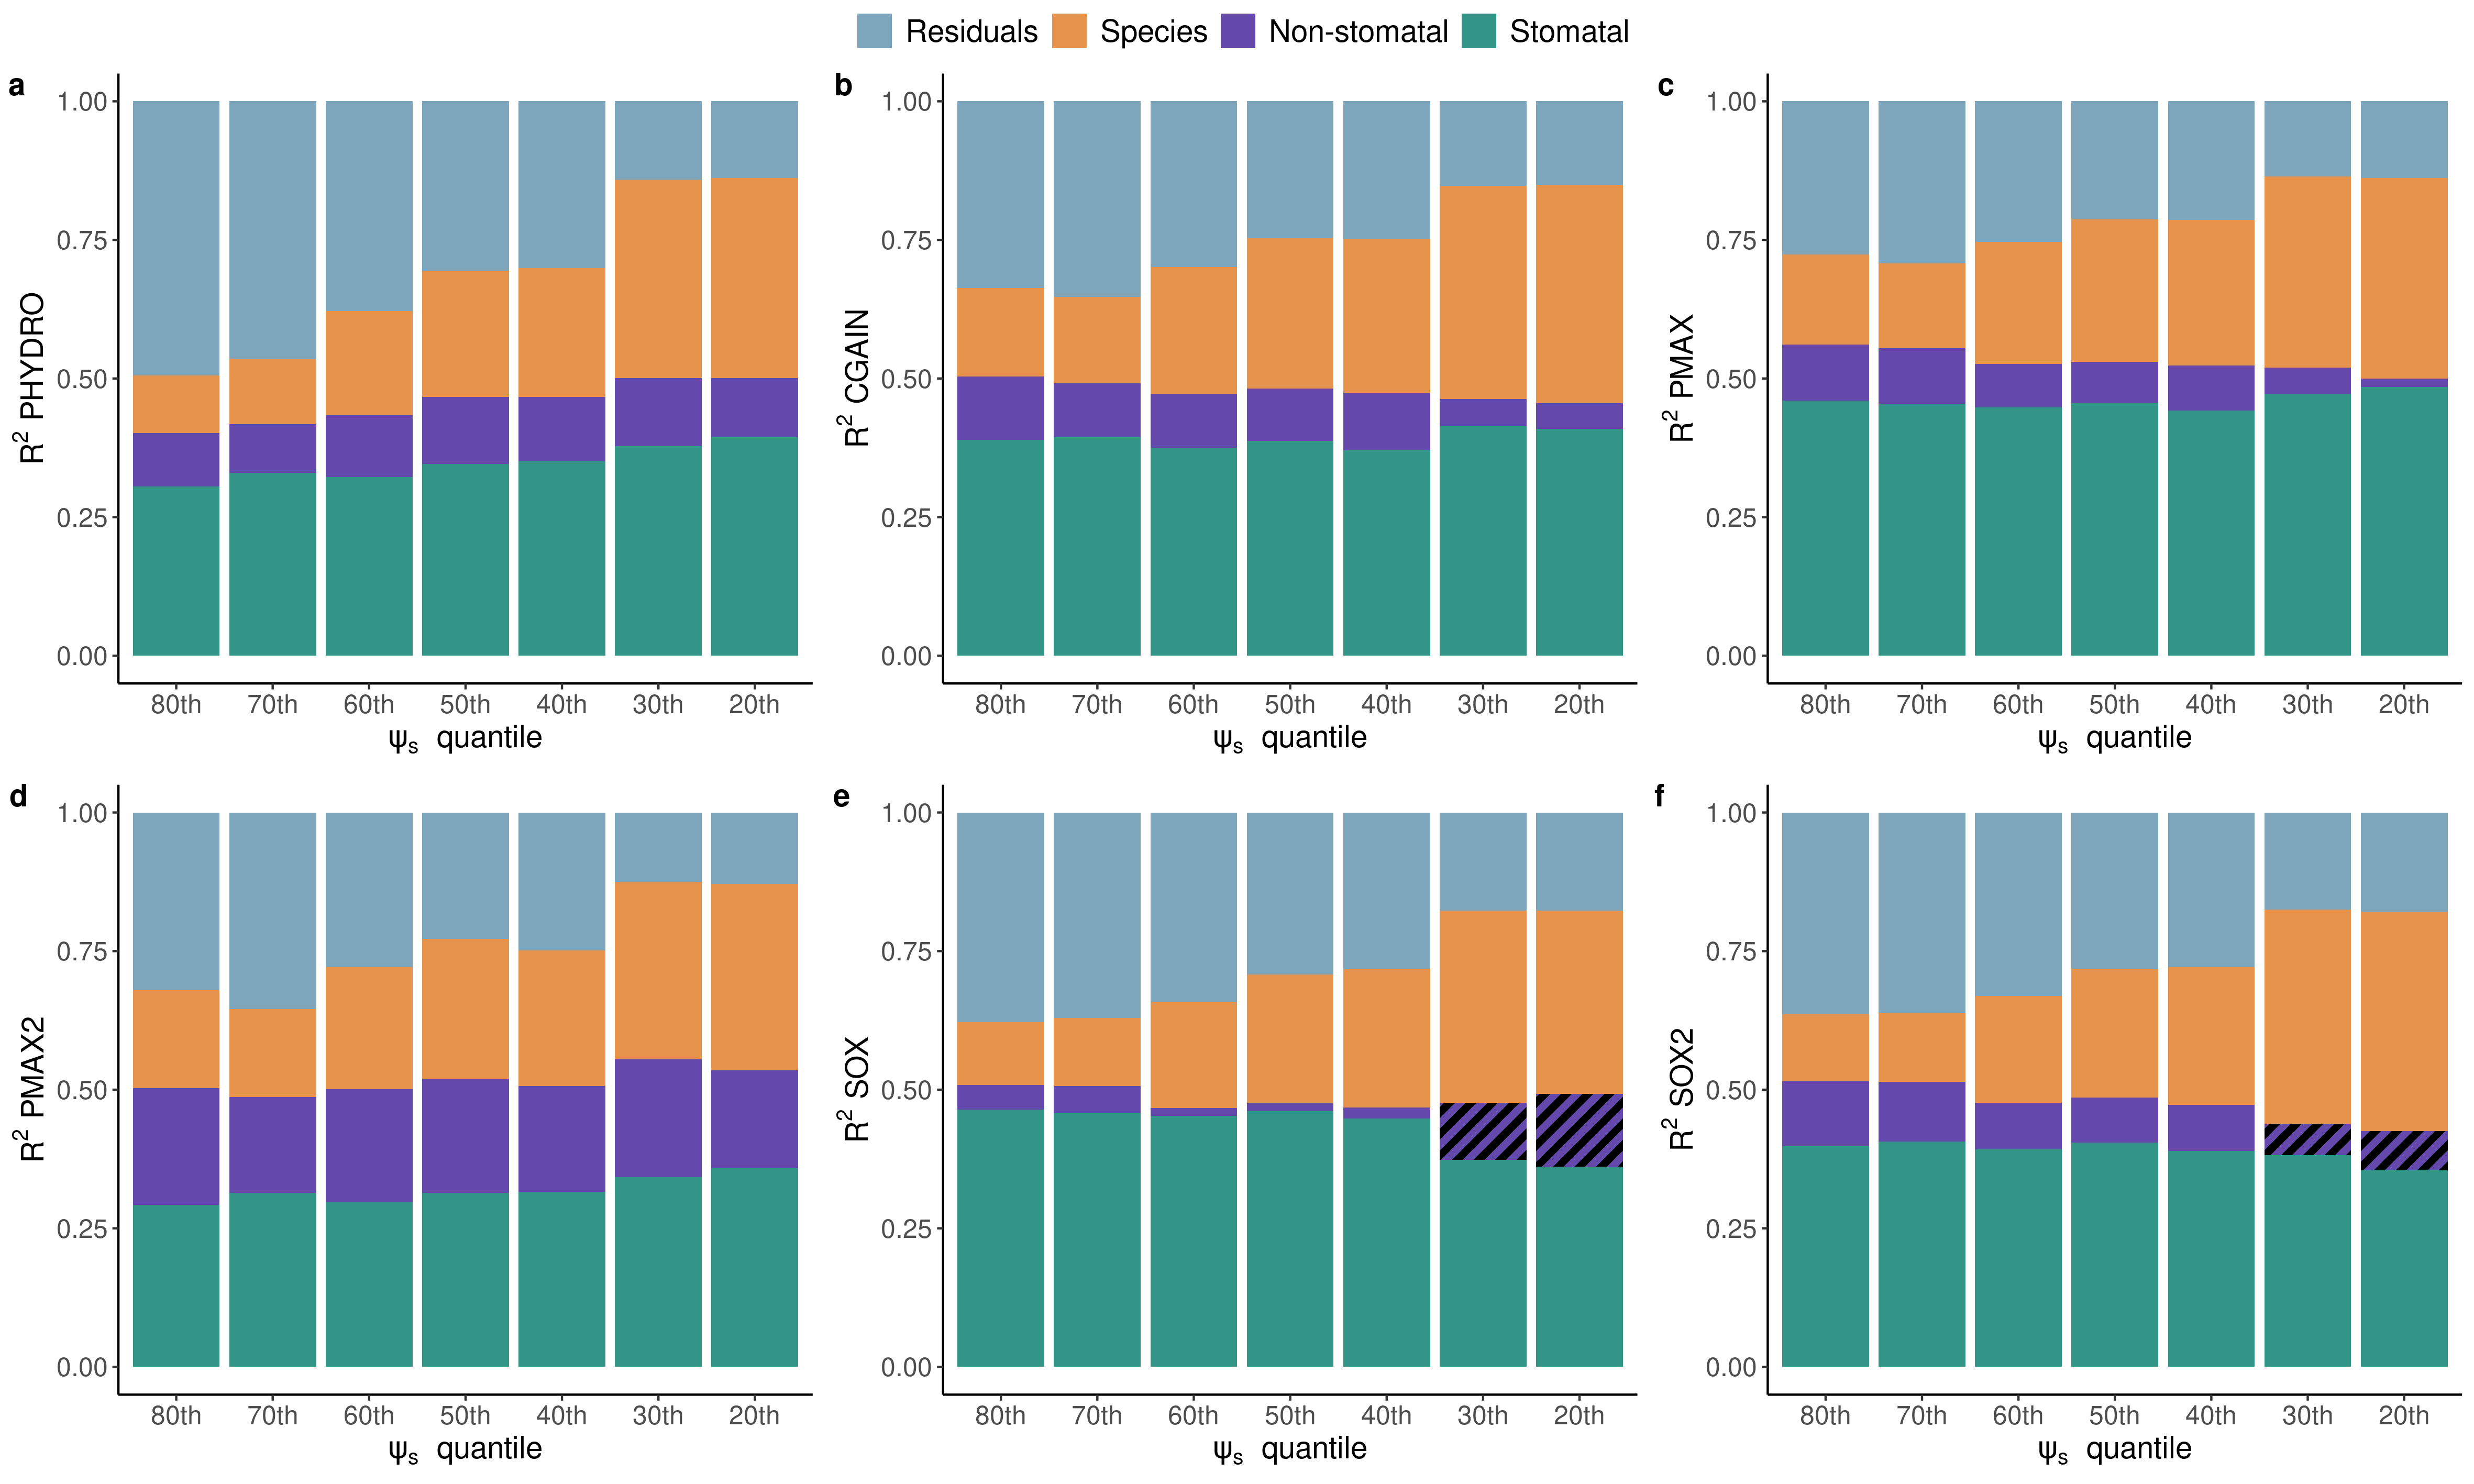 Residuals Species Non-stomatal Stomatal
a
R² PHYDRO
1.00
0.75
0.50
0.25
0.00
80th 70th 60th 50th 40th 30th 20th
ψs quantile
b
R² CGAIN
1.00
0.75
0.50
0.25
0.00
80th 70th 60th 50th 40th 30th 20th
ψs quantile
c
R² PMAX
1.00
0.75
0.50
0.25
0.00
80th 70th 60th 50th 40th 30th 20th
ψs quantile
d
R² PMAX2
1.00
0.75
0.50
0.25
0.00
80th 70th 60th 50th 40th 30th 20th
ψs quantile
e
R² SOX
1.00
0.75
0.50
0.25
0.00
80th 70th 60th 50th 40th 30th 20th
ψs quantile
f
R² SOX2
1.00
0.75
0.50
0.25
0.00
80th 70th 60th 50th 40th 30th 20th
ψs quantile